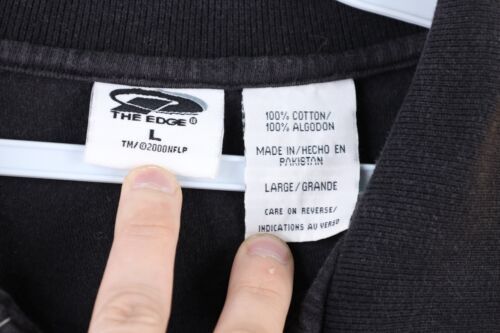 THE EDGE ®
L
TM/©2000NFLP
100% COTTON/
100% ALGODON
MADE IN/HECHO EN
PAKISTAN
LARGE/GRANDE
CARE ON REVERSE/
INDICATIONS AU VERSO